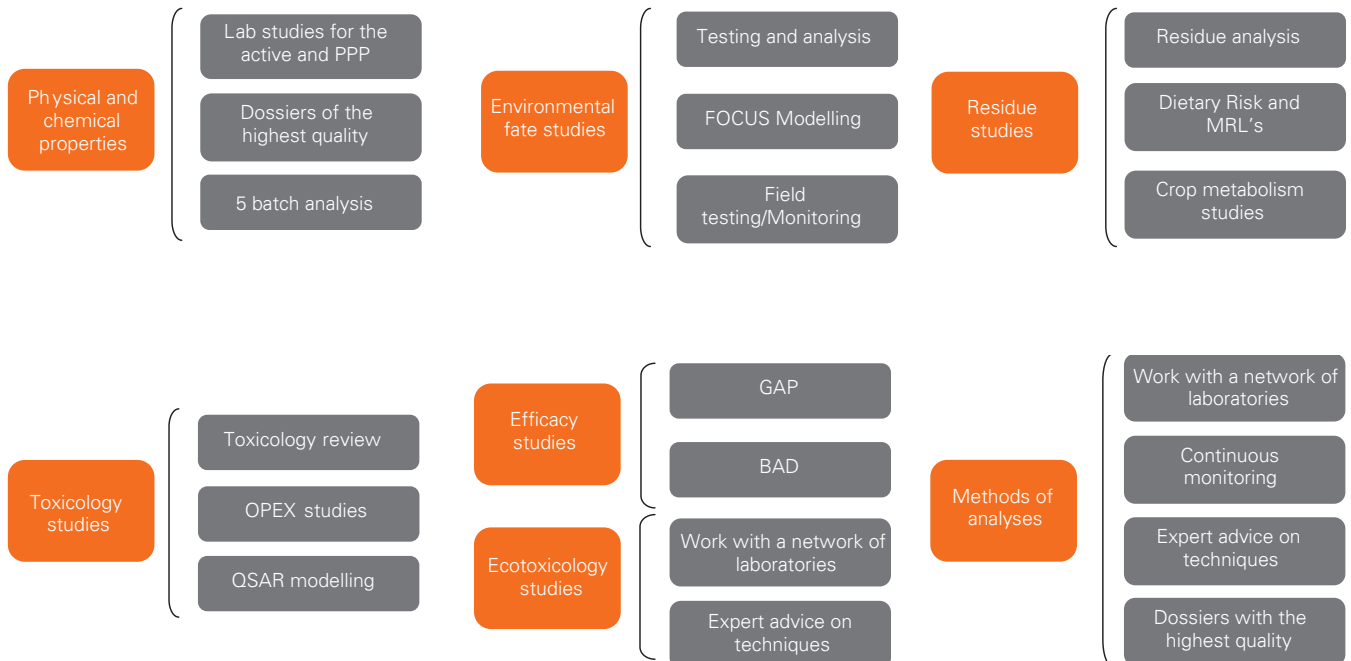 Physical and
chemical
properties
Lab studies for the
active and PPP
Dossiers of the
highest quality
5 batch analysis
Environmental
fate studies
Testing and analysis
FOCUS Modelling
Field
testing/Monitoring
Residue
studies
Residue analysis
Dietary Risk and
MRL's
Crop metabolism
studies
Toxicology
studies
Toxicology review
OPEX studies
QSAR modelling
Efficacy
studies
GAP
BAD
Ecotoxicology
studies
Work with a network of
laboratories
Expert advice on
techniques
Methods of
analyses
Work with a network of
laboratories
Continuous
monitoring
Expert advice on
techniques
Dossiers with the
highest quality